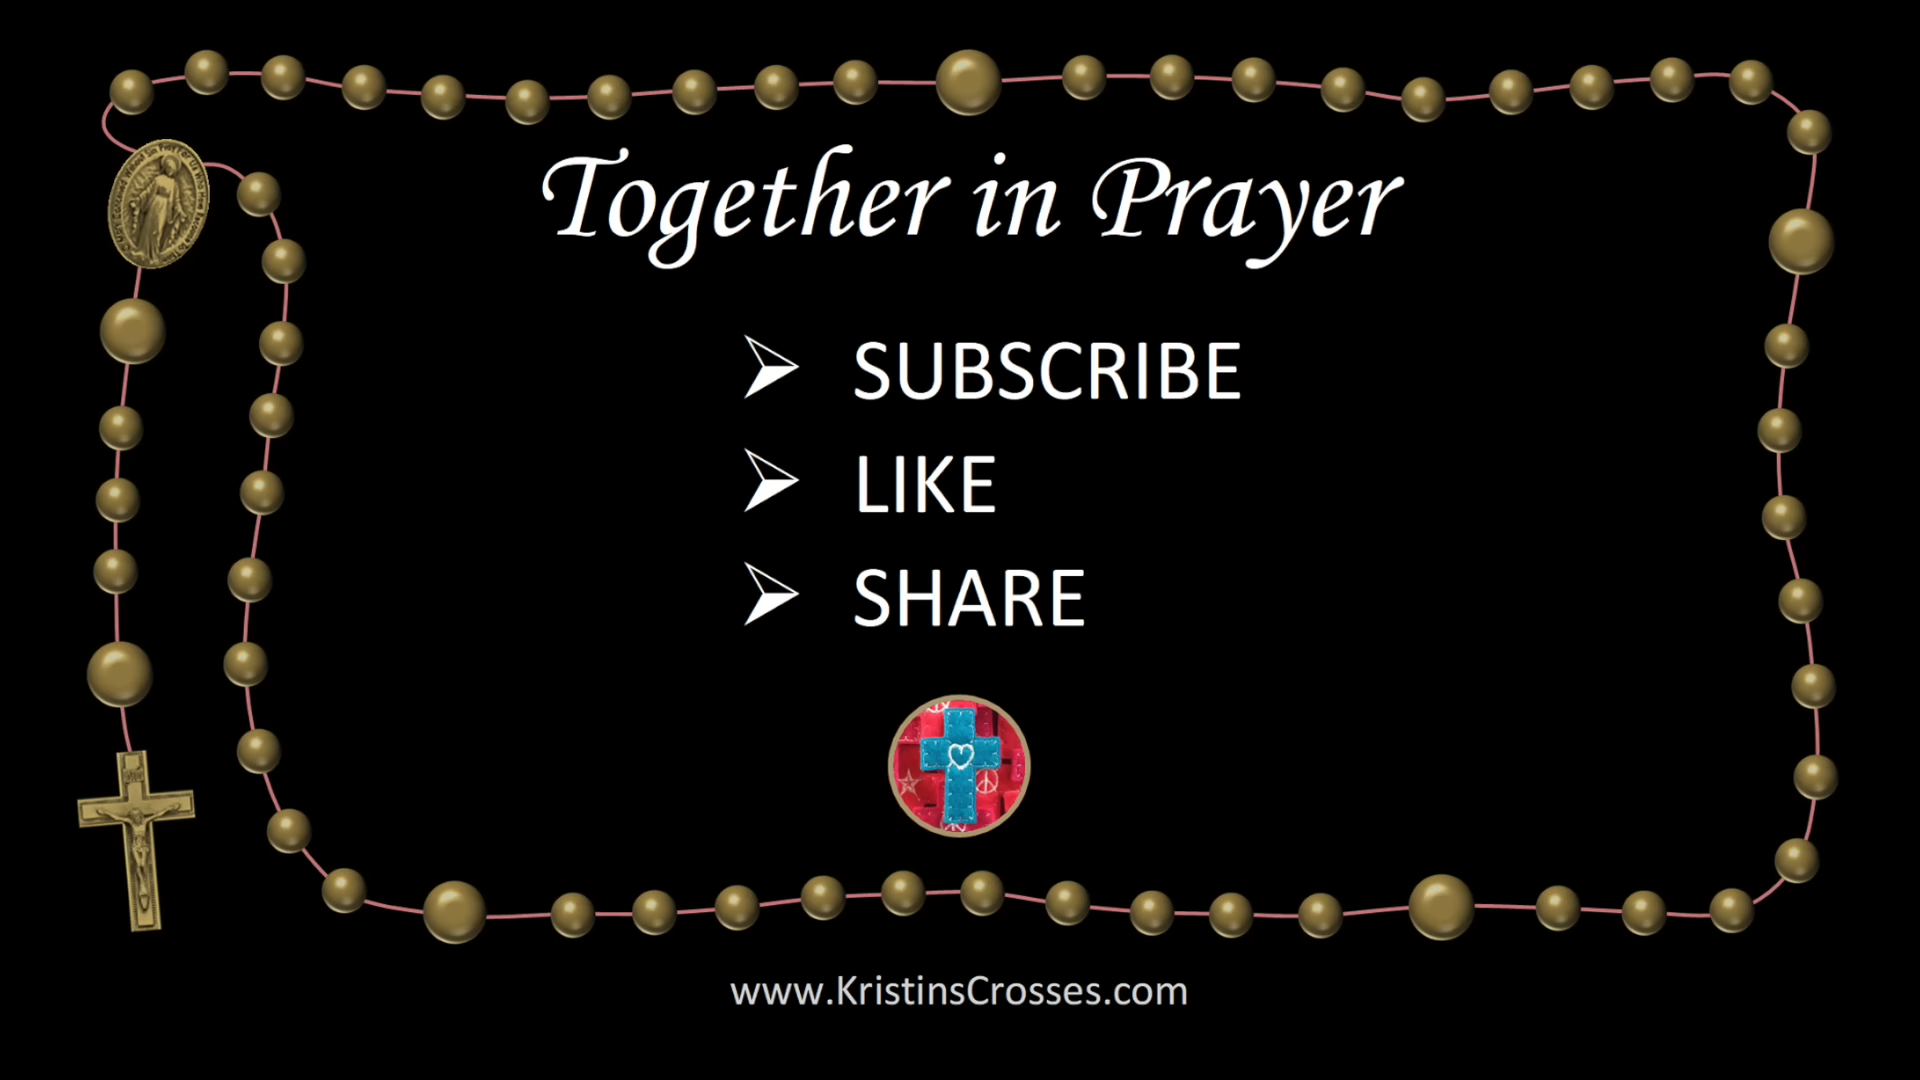 Together in Prayer
SUBSCRIBE
LIKE
SHARE
www.KristinsCrosses.com